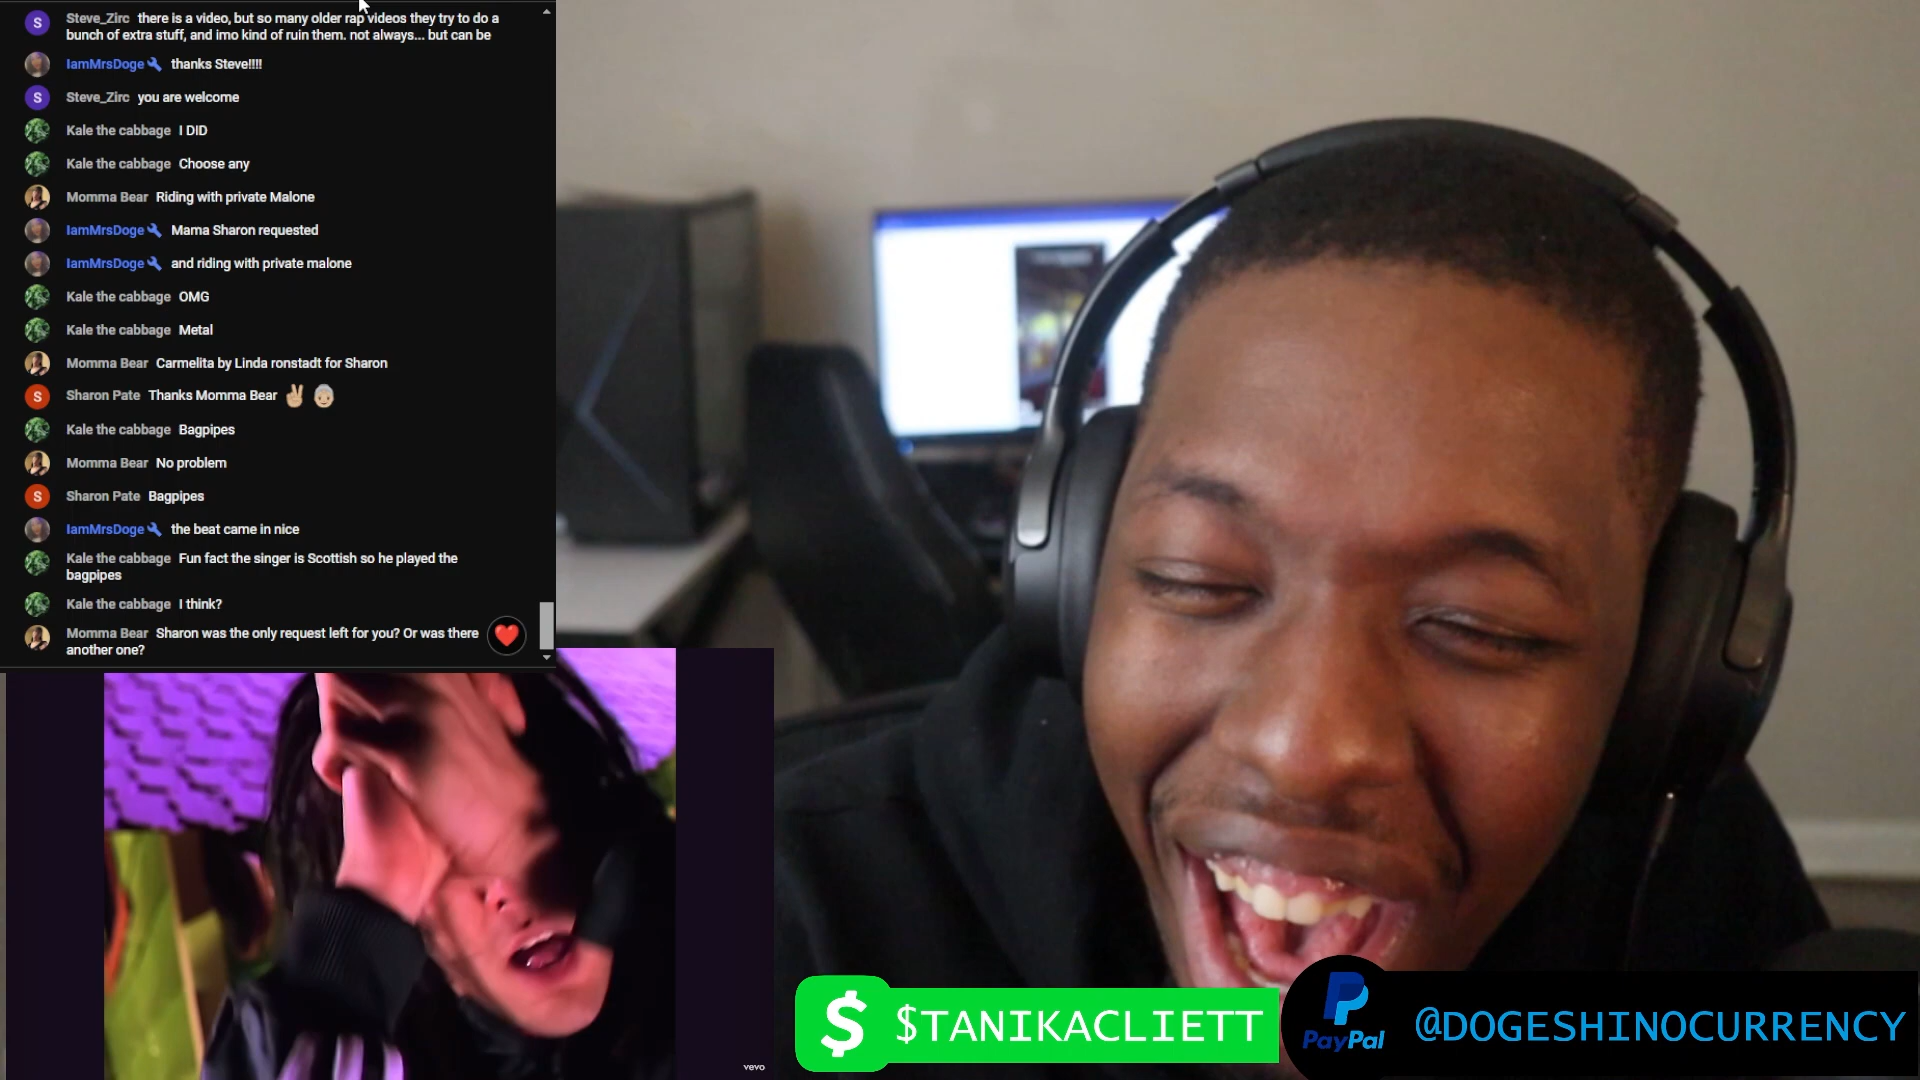 S Steve_Zirc there is a video, but so many older rap videos they try to do a
bunch of extra stuff, and imo kind of ruin them. not always... but can be
IamMrsDoge thanks Steve!!!!
S Steve_Zirc you are welcome
Kale the cabbage I DID
Kale the cabbage Choose any
Momma Bear Riding with private Malone
IamMrsDoge Mama Sharon requested
IamMrsDoge and riding with private malone
Kale the cabbage OMG
Kale the cabbage Metal
Momma Bear Carmelita by Linda ronstadt for Sharon
S Sharon Pate Thanks Momma Bear ✌🏼 👵🏼
Kale the cabbage Bagpipes
Momma Bear No problem
S Sharon Pate Bagpipes
IamMrsDoge the beat came in nice
Kale the cabbage Fun fact the singer is Scottish so he played the
bagpipes
Kale the cabbage I think?
Momma Bear Sharon was the only request left for you? Or was there
another one?
vevo
$ $TANIKACLIETT
PayPal @DOGESHINOCURRENCY